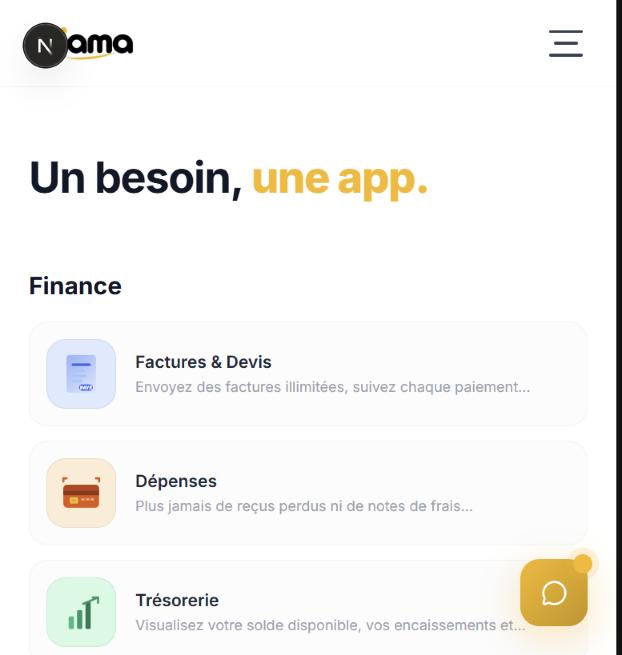 N
ama
Un besoin, une app.
Finance
Factures & Devis
Envoyez des factures illimitées, suivez chaque paiement...
Dépenses
Plus jamais de reçus perdus ni de notes de frais...
Trésorerie
Visualisez votre solde disponible, vos encaissements et...